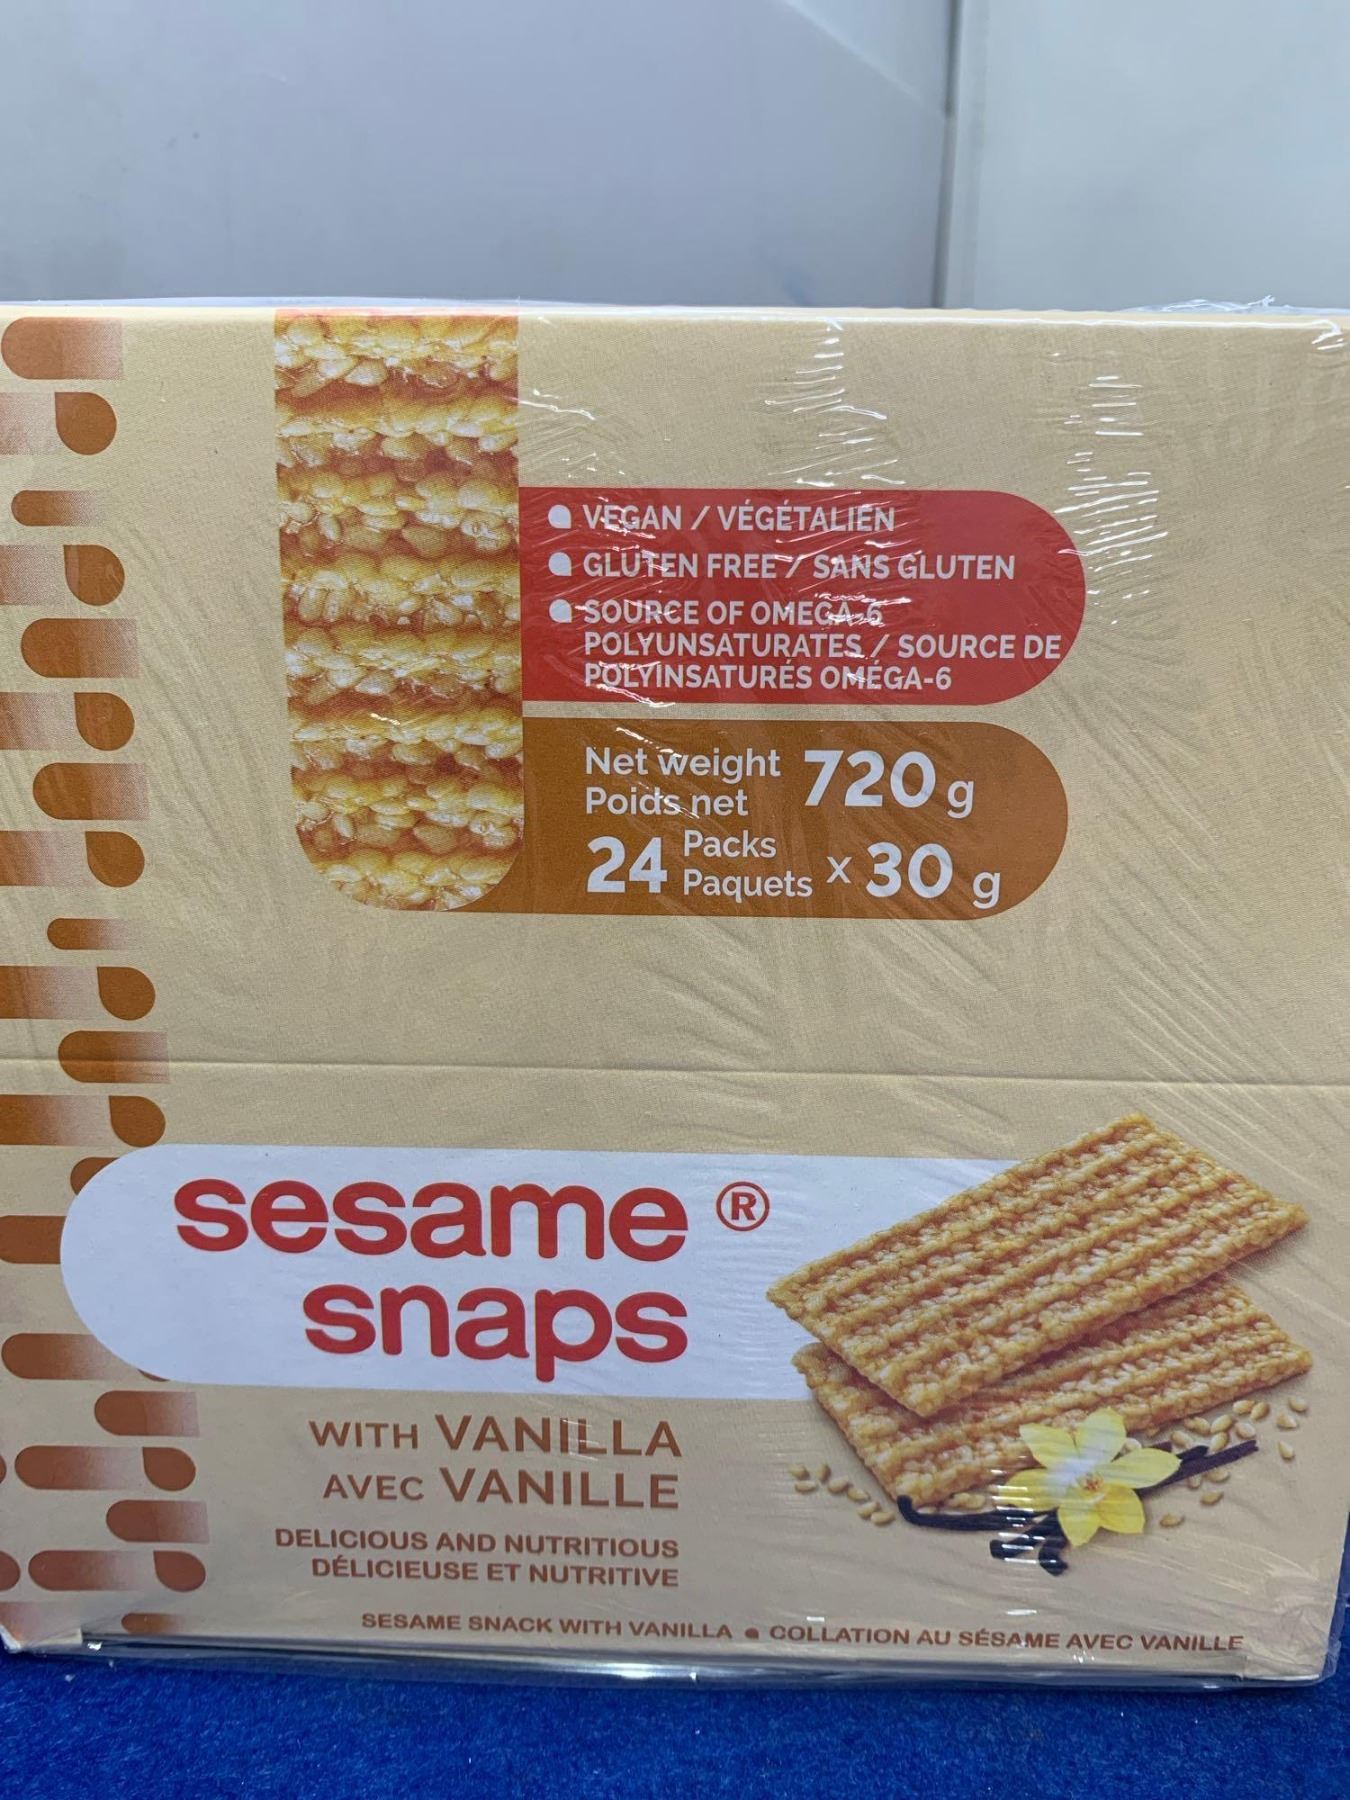 VEGAN / VÉGÉTALIEN
GLUTEN FREE / SANS GLUTEN
SOURCE OF OMEGA-6
POLYUNSATURATES / SOURCE DE
POLYINSATURÉS OMÉGA-6
Net weight 720 g
Poids net
24 Packs x 30 g
Paquets
sesame ®
snaps
WITH VANILLA
AVEC VANILLE
DELICIOUS AND NUTRITIOUS
DÉLICIEUSE ET NUTRITIVE
SESAME SNACK WITH VANILLA • COLLATION AU SÉSAME AVEC VANILLE